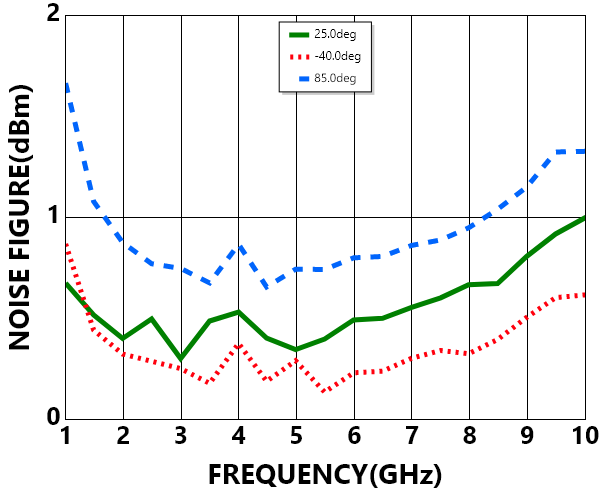 2
25.0deg
-40.0deg
85.0deg
NOISE FIGURE(dBm)
1
0
1 2 3 4 5 6 7 8 9 10
FREQUENCY(GHz)